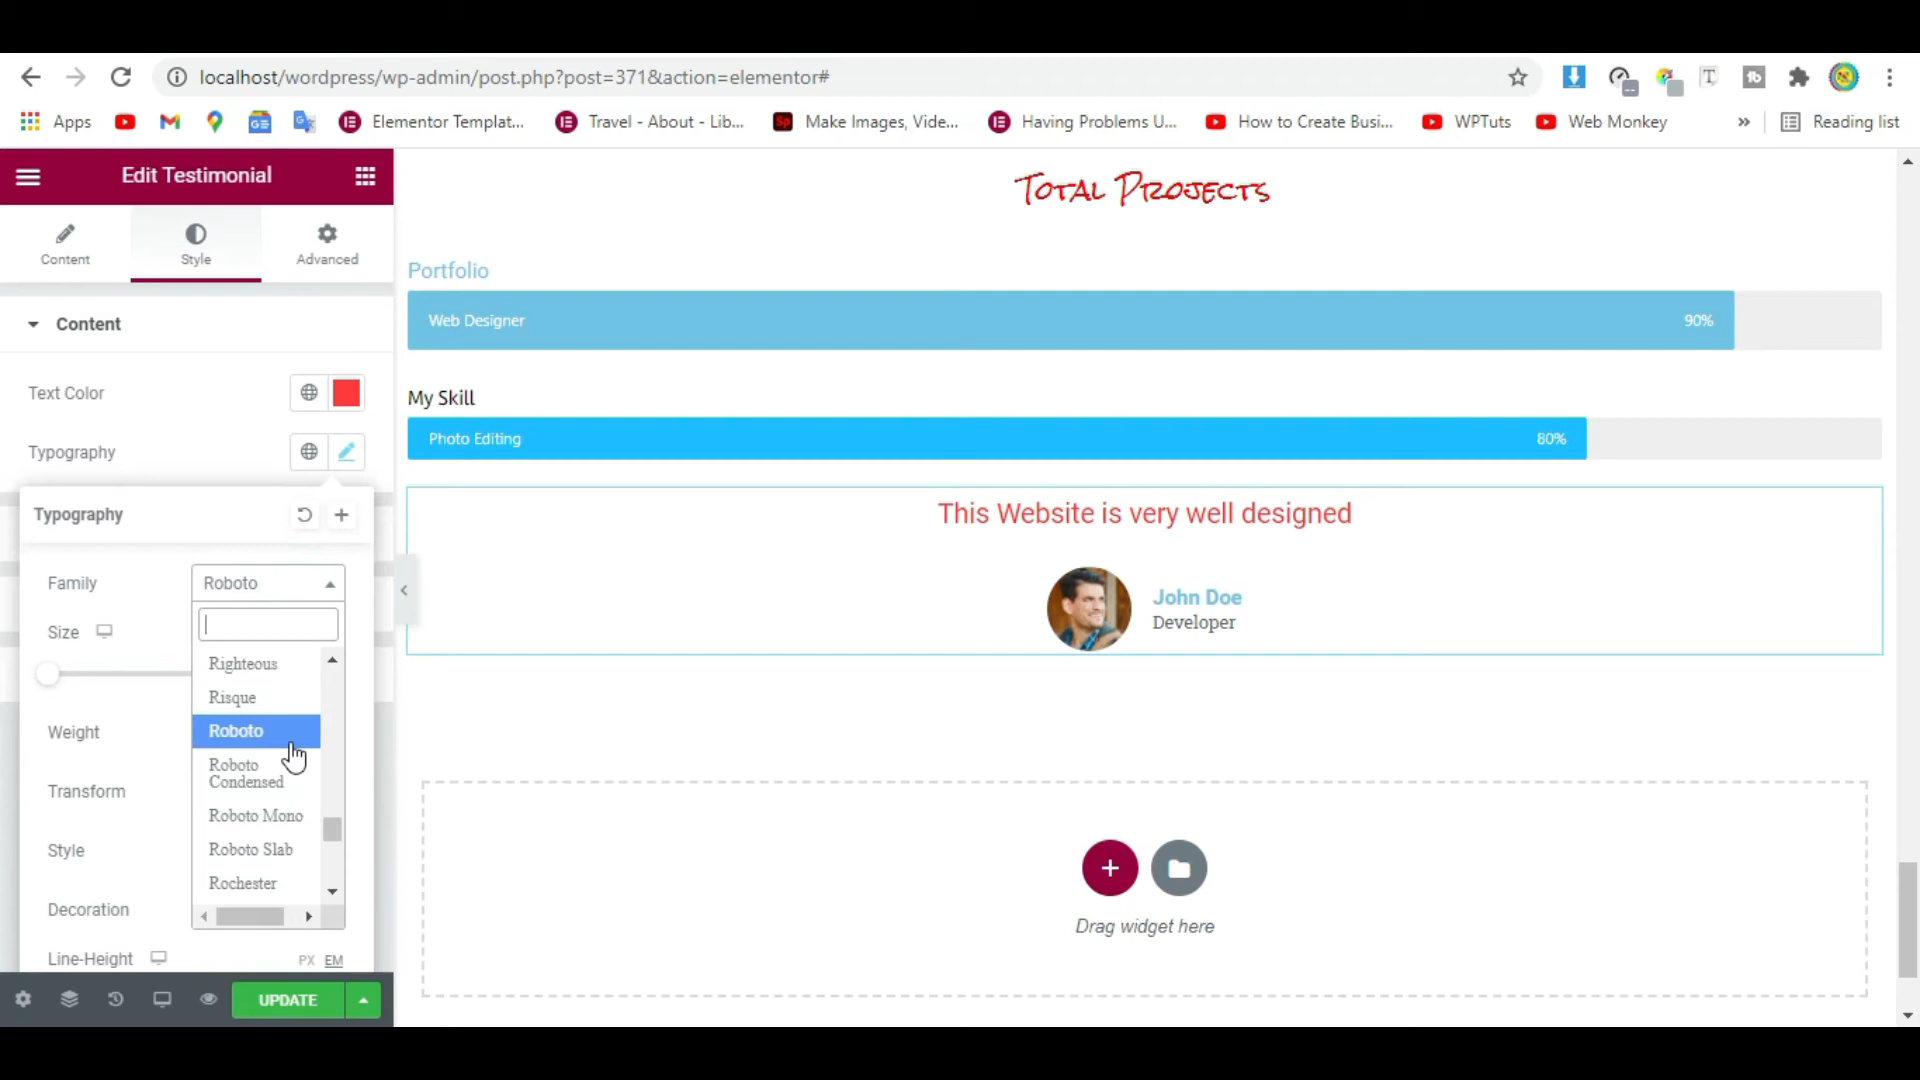 localhost/wordpress/wp-admin/post.php?post=371&action=elementor#
Apps
Elementor Templat...
Travel - About - Lib...
Make Images, Vide...
Having Problems U...
How to Create Busi...
WPTuts
Web Monkey
»
Reading list
Edit Testimonial
Content
Style
Advanced
Content
Text Color
Typography
Typography
Family
Roboto
Size
Righteous
Risque
Roboto
Roboto
Condensed
Roboto Mono
Roboto Slab
Rochester
Weight
Transform
Style
Decoration
Line-Height
PX EM
UPDATE
Total Projects
Portfolio
Web Designer 90%
My Skill
Photo Editing 80%
This Website is very well designed
John Doe
Developer
Drag widget here